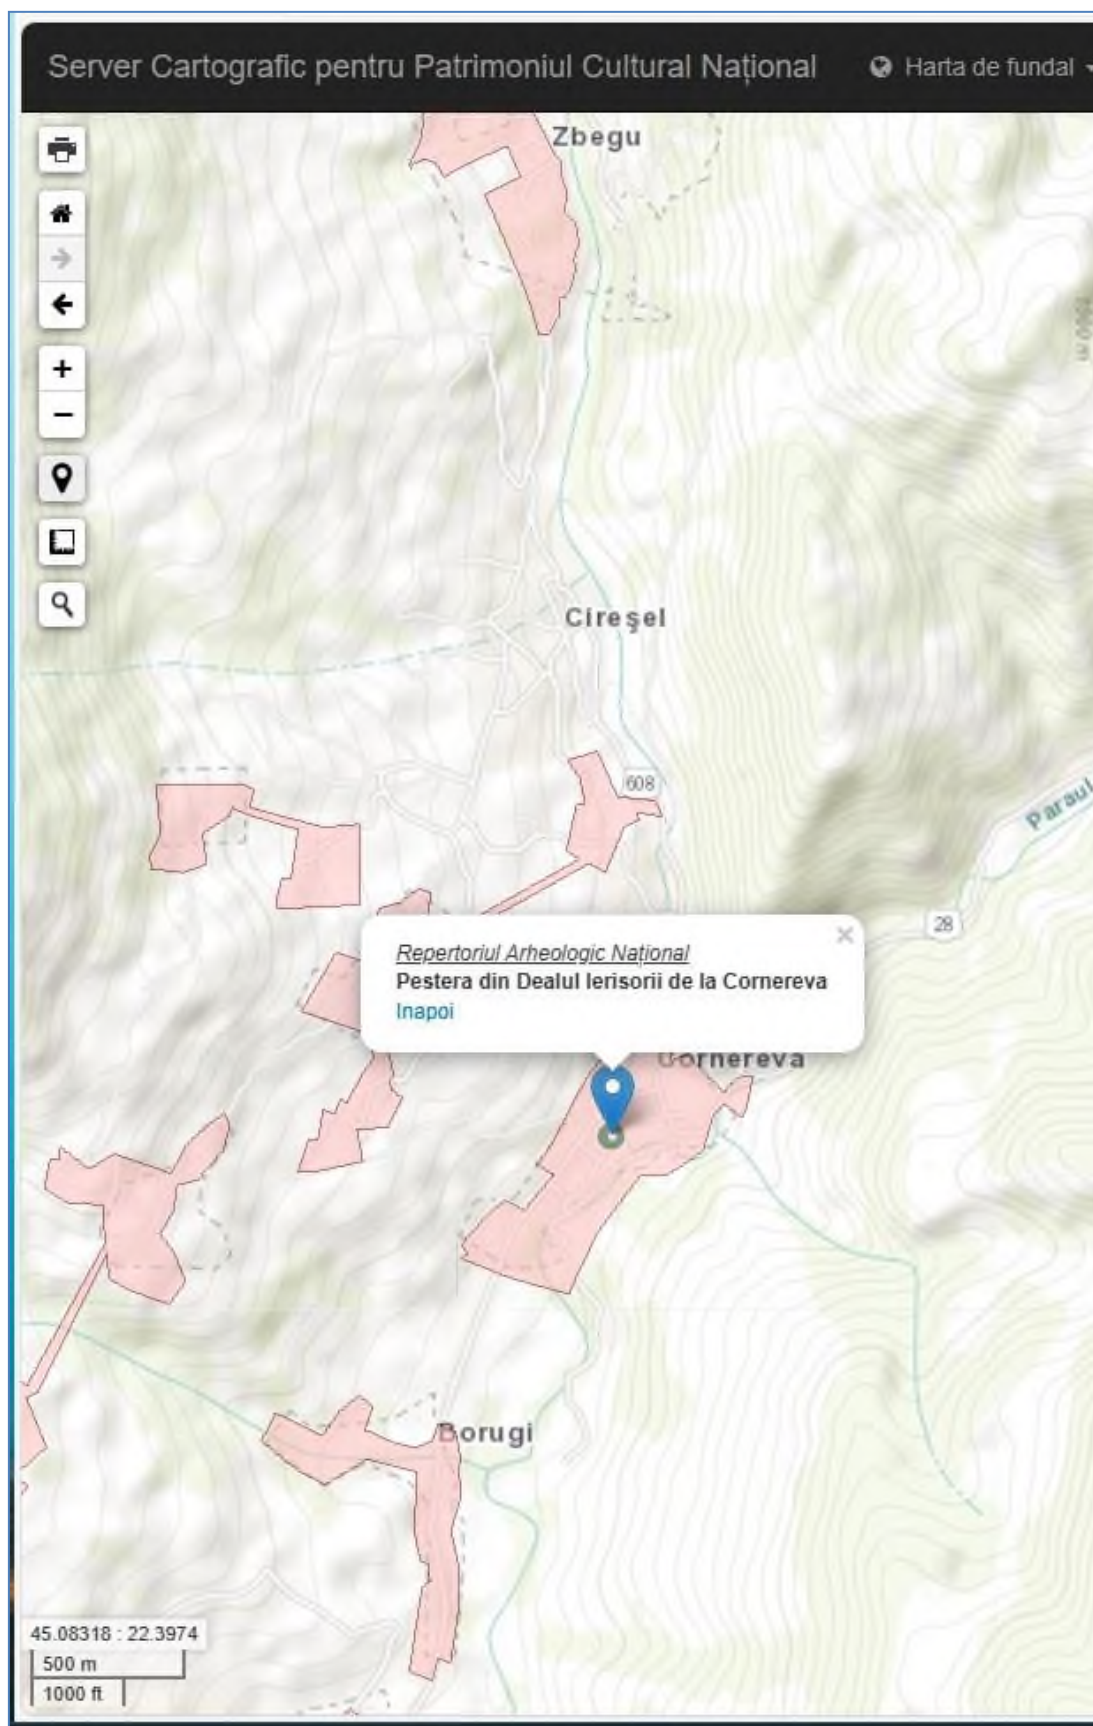 Server Cartografic pentru Patrimoniul Cultural Național
Harta de fundal
Zbegu
Cireşel
608
Paraul
28
Repertoriul Arheologic Național
×
Pestera din Dealul Ierisorii de la Cornereva
Inapoi
Cornereva
Borugi
45.08318 : 22.3974
500 m
1000 ft